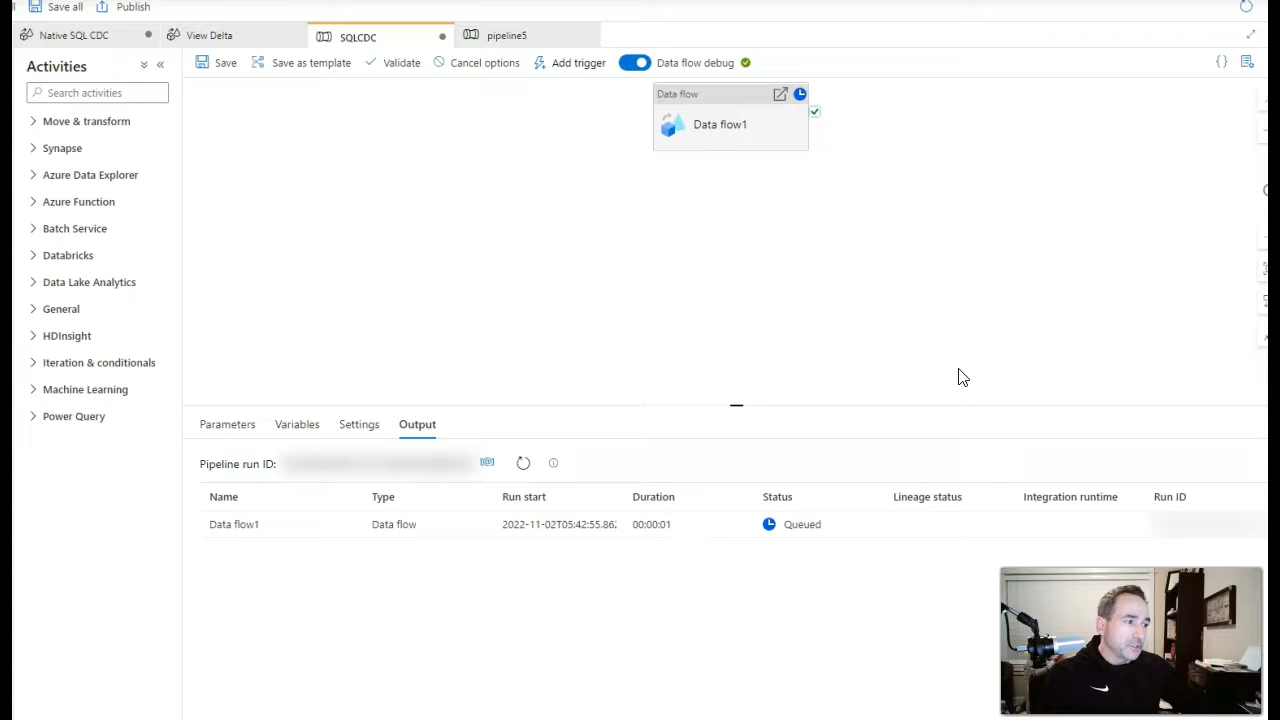 Save all Publish
Native SQL CDC View Delta SQLCDC pipeline5
Activities
Search activities
Move & transform
Synapse
Azure Data Explorer
Azure Function
Batch Service
Databricks
Data Lake Analytics
General
HDInsight
Iteration & conditionals
Machine Learning
Power Query
Save Save as template Validate Cancel options Add trigger Data flow debug
Data flow
Data flow1
Parameters Variables Settings Output
Pipeline run ID:
Name Type Run start Duration Status Lineage status Integration runtime Run ID
Data flow1 Data flow 2022-11-02T05:42:55.862 00:00:01 Queued